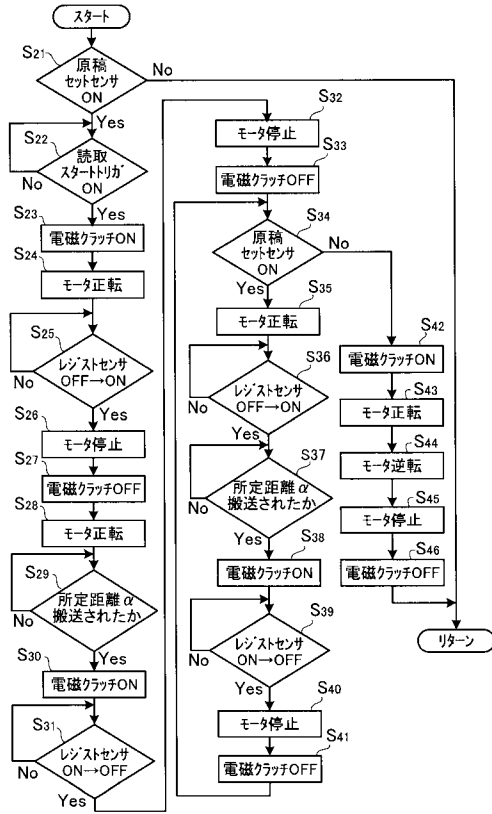 スタート
S21
原稿
セットセンサ
ON
No
Yes
S22
読取
スタートトリガ
ON
No
Yes
S23
電磁クラッチON
S24
モータ正転
S25
レジストセンサ
OFF→ON
No
Yes
S26
モータ停止
S27
電磁クラッチOFF
S28
モータ正転
S29
所定距離α
搬送されたか
No
Yes
S30
電磁クラッチON
S31
レジストセンサ
ON→OFF
No
Yes
S32
モータ停止
S33
電磁クラッチOFF
S34
原稿
セットセンサ
ON
No
Yes
S35
モータ正転
S36
レジストセンサ
OFF→ON
No
Yes
S37
所定距離α
搬送されたか
No
Yes
S38
電磁クラッチON
S39
レジストセンサ
ON→OFF
No
Yes
S40
モータ停止
S41
電磁クラッチOFF
S42
電磁クラッチON
S43
モータ正転
S44
モータ逆転
S45
モータ停止
S46
電磁クラッチOFF
リターン